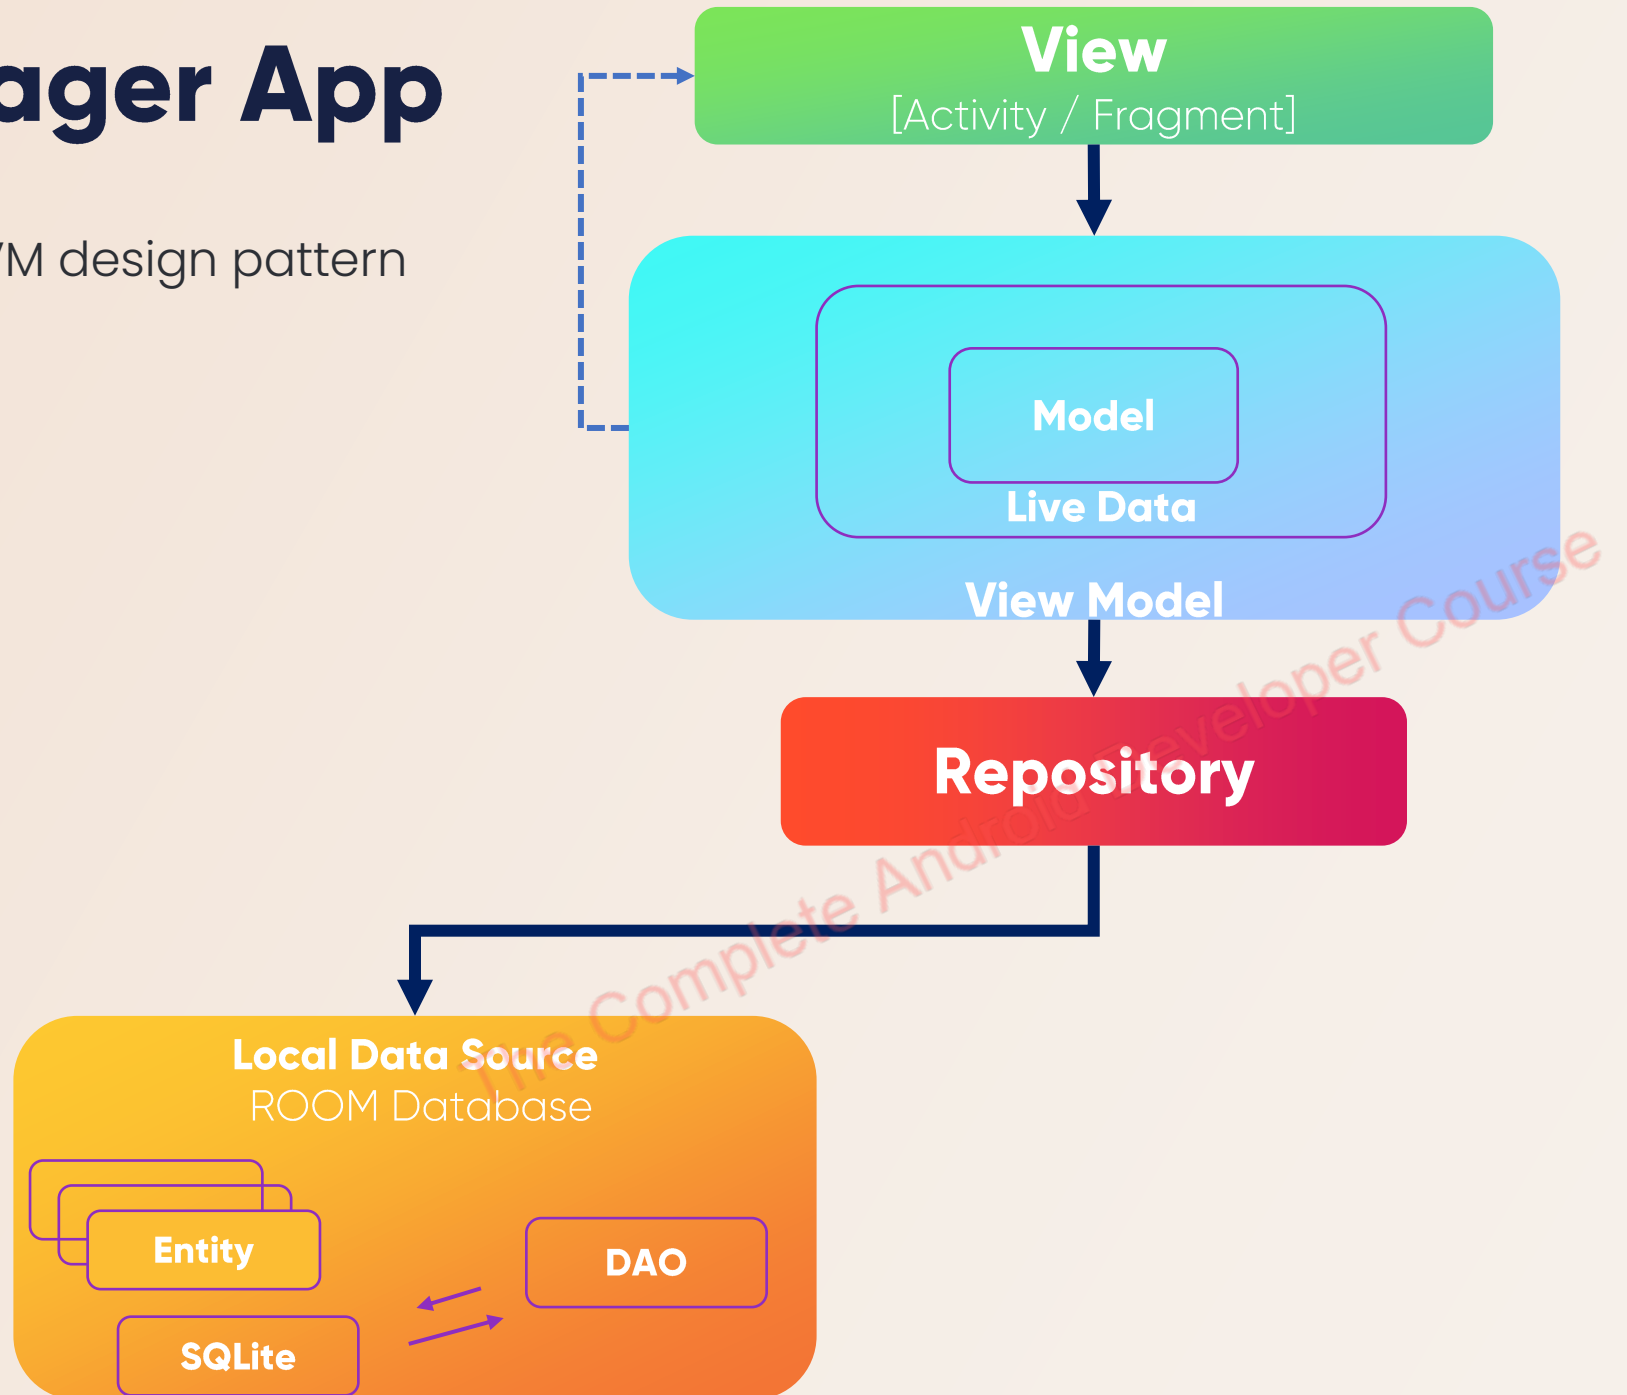 ager App
VM design pattern
View
[Activity / Fragment]
Model
Live Data
View Model
Repository
Local Data Source
ROOM Database
Entity
DAO
SQLite
The Complete Android Developer Course